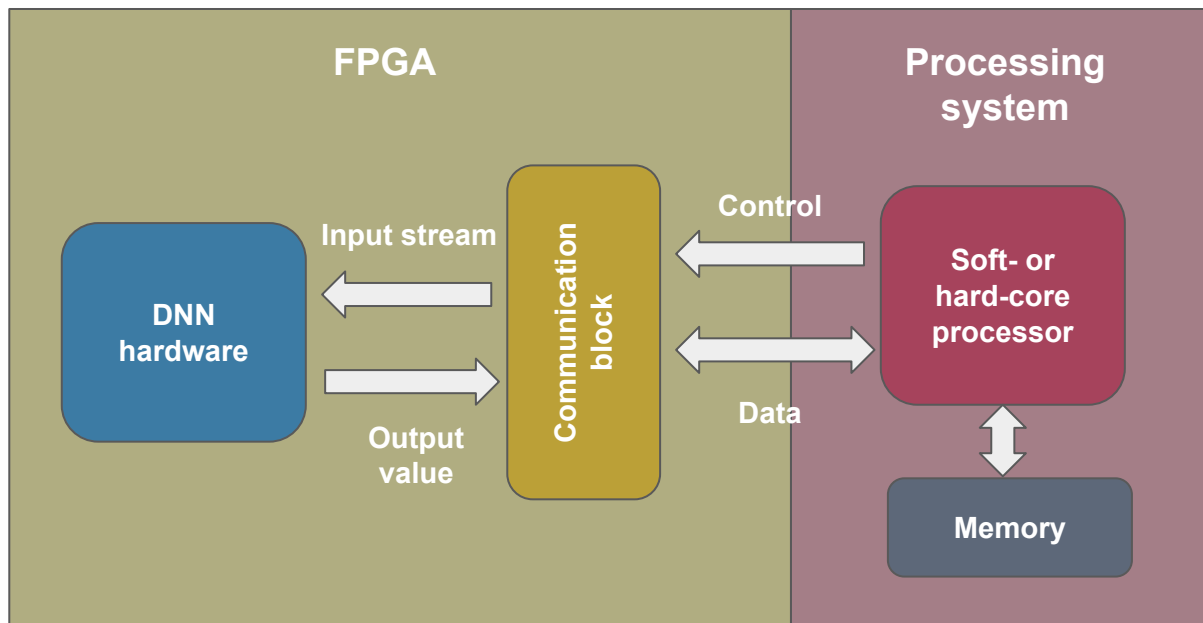 FPGA
Processing
system
Control
Input stream
Communication
block
Soft- or
hard-core
processor
DNN
hardware
Data
Output
value
Memory